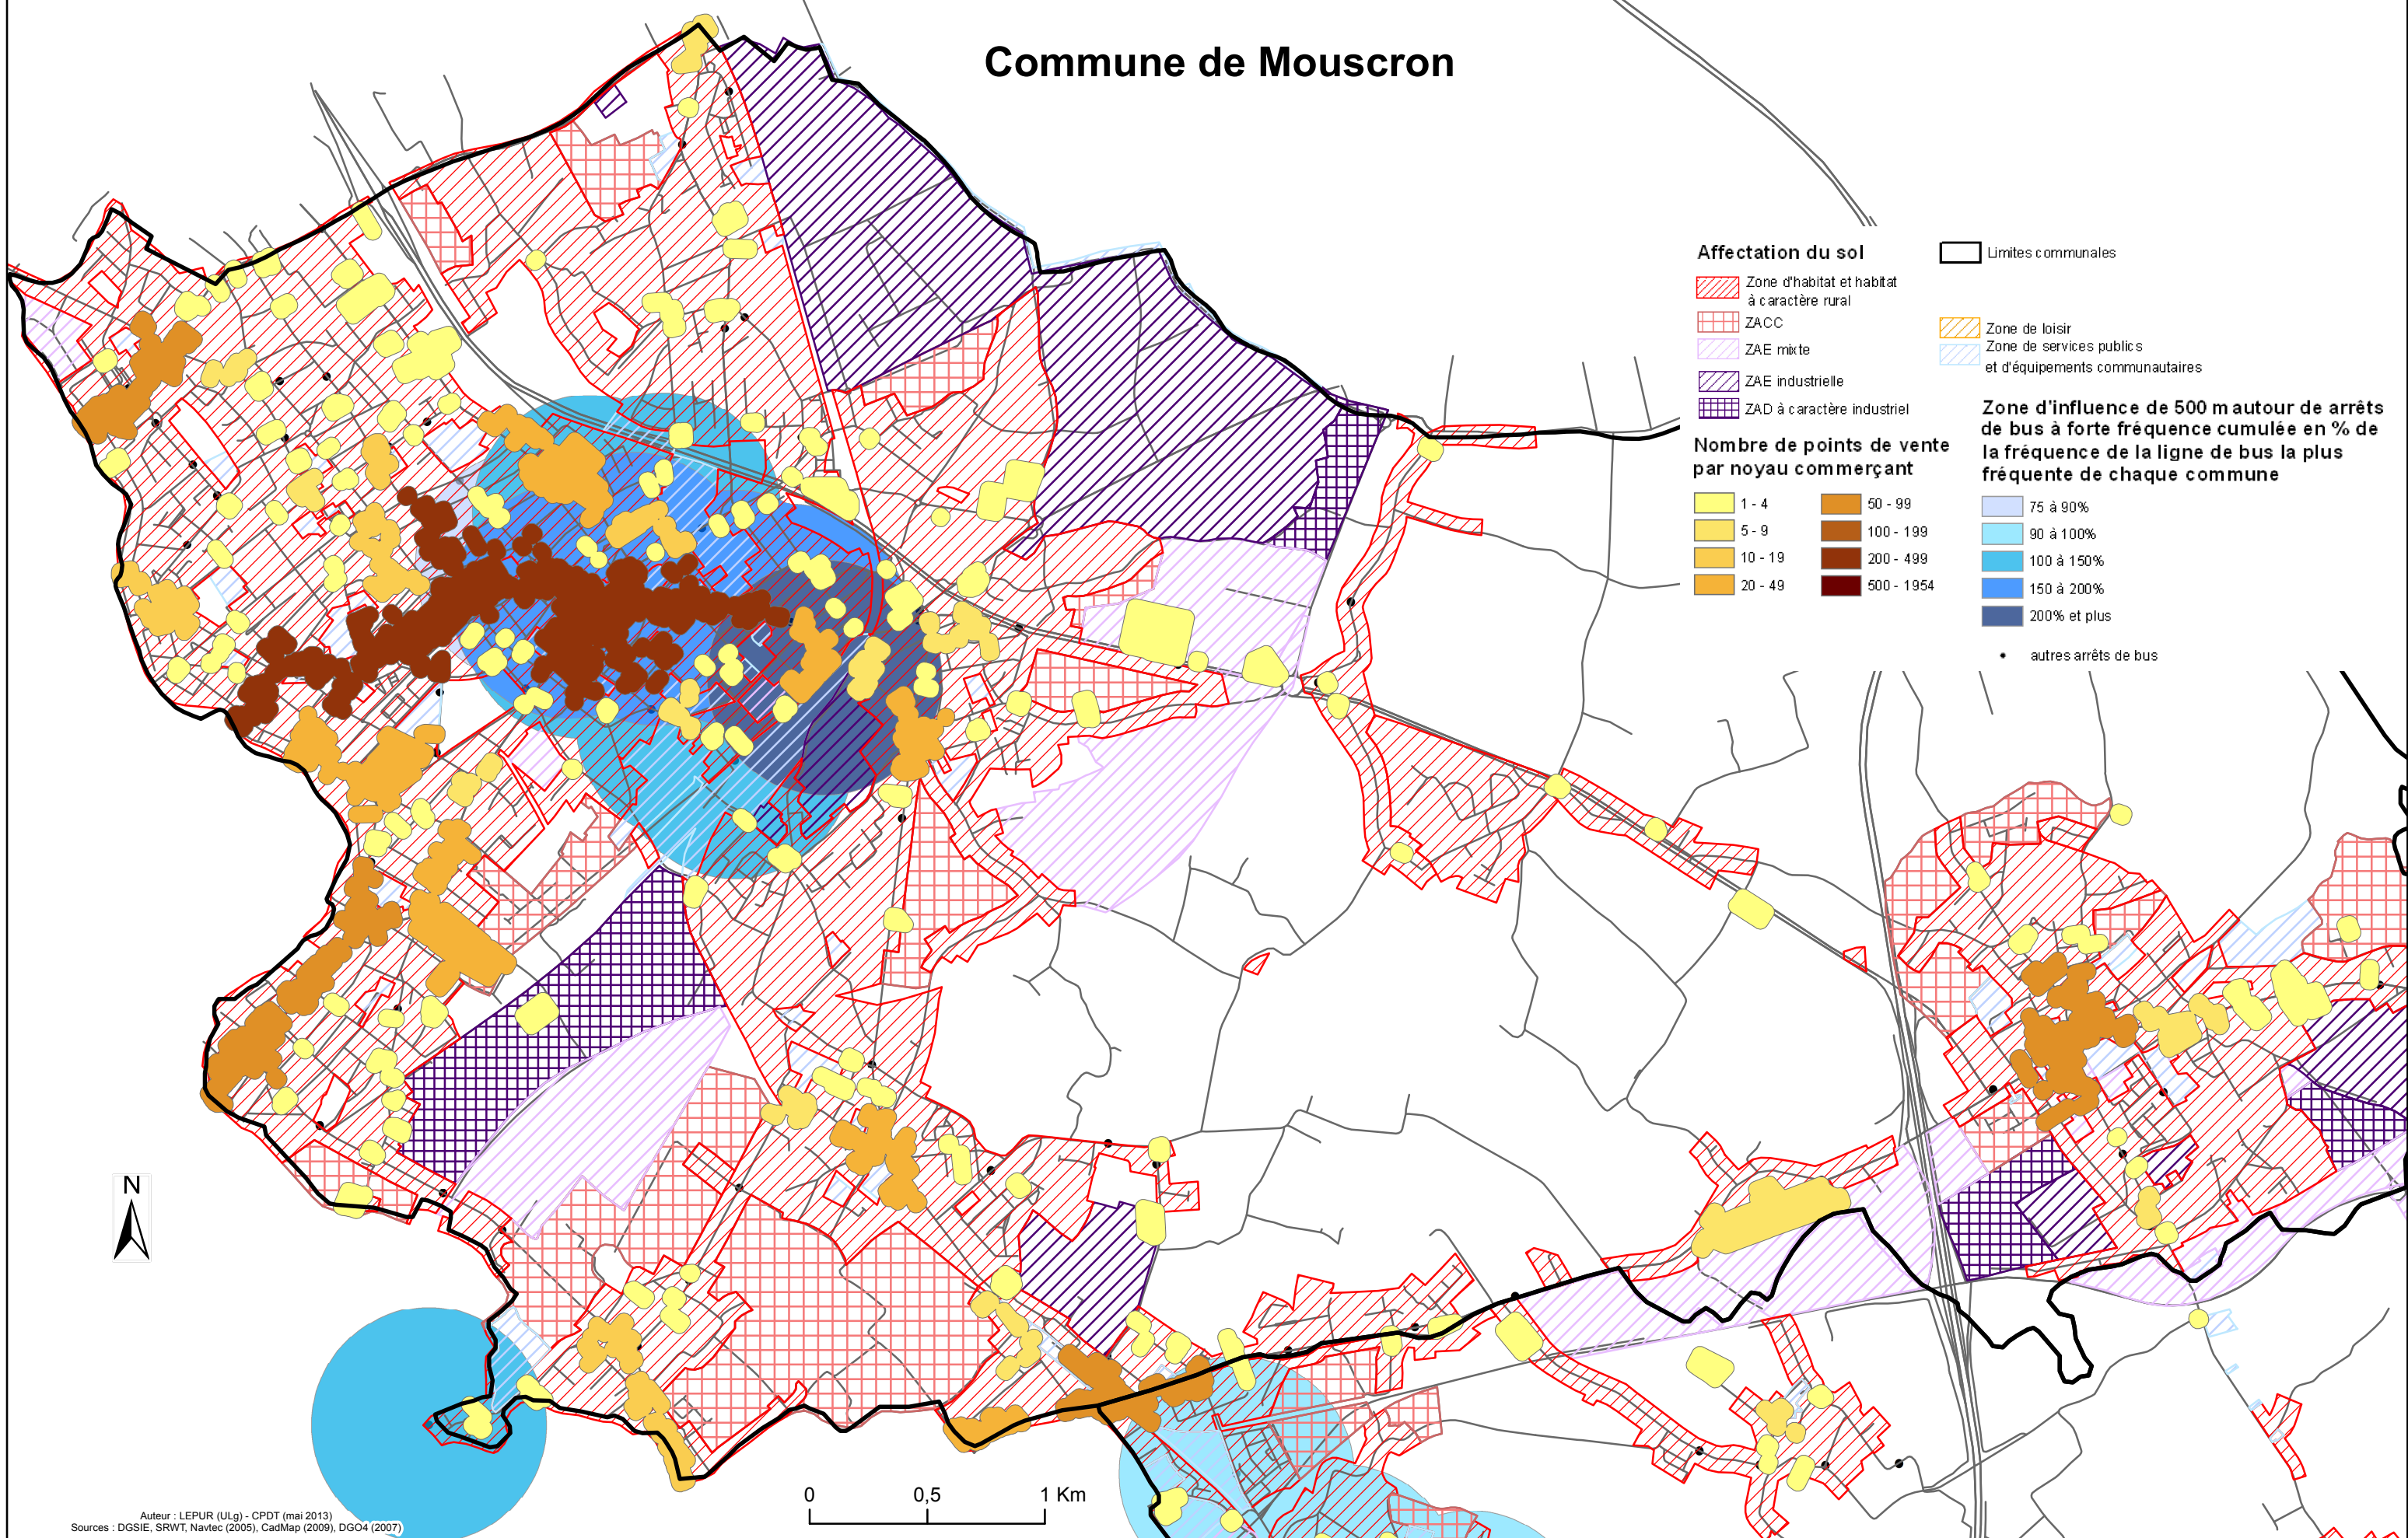 Commune de Mouscron
Affectation du sol
Zone d'habitat et habitat
à caractère rural
ZACC
ZAE mixte
ZAE industrielle
ZAD à caractère industriel
Limites communales
Zone de loisir
Zone de services publics
et d'équipements communautaires
Nombre de points de vente
par noyau commerçant
1 - 4
5 - 9
10 - 19
20 - 49
50 - 99
100 - 199
200 - 499
500 - 1954
Zone d'influence de 500 m autour de arrêts
de bus à forte fréquence cumulée en % de
la fréquence de la ligne de bus la plus
fréquente de chaque commune
75 à 90%
90 à 100%
100 à 150%
150 à 200%
200% et plus
autres arrêts de bus
N
0 0,5 1 Km
Auteur : LEPUR (ULg) - CPDT (mai 2013)
Sources : DGSIE, SRWT, Navtec (2005), CadMap (2009), DGO4 (2007)